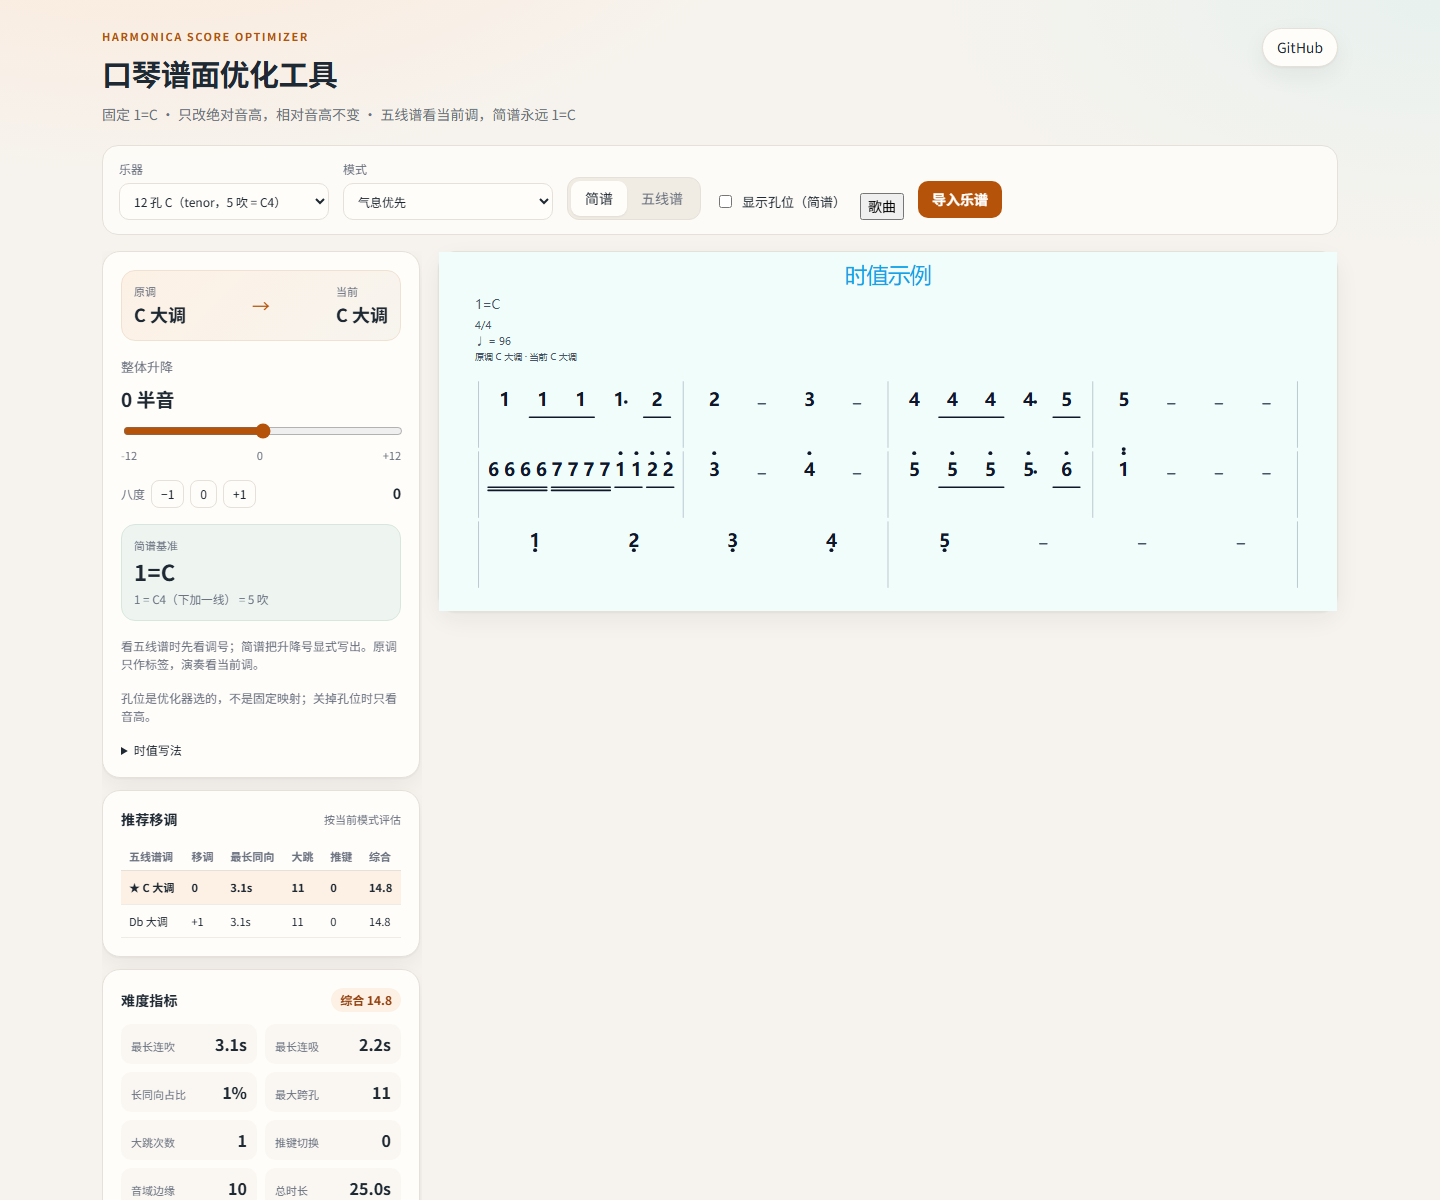 HARMONICA SCORE OPTIMIZER
口琴谱面优化工具
固定 1=C · 只改绝对音高，相对音高不变 · 五线谱看当前调，简谱永远 1=C
GitHub
乐器
12 孔 C（tenor，5 吹 = C4）
模式
气息优先
简谱
五线谱
显示孔位（简谱）
歌曲
导入乐谱
原调
C 大调
→
当前
C 大调
整体升降
0 半音
-12 0 +12
八度 −1 0 +1 0
简谱基准
1=C
1 = C4（下加一线） = 5 吹
看五线谱时先看调号；简谱把升降号显式写出。原调
只作标签，演奏看当前调。
孔位是优化器选的，不是固定映射；关掉孔位时只看
音高。
时值写法
推荐移调 按当前模式评估
五线谱调 移调 最长同向 大跳 推键 综合
★ C 大调 0 3.1s 11 0 14.8
Db 大调 +1 3.1s 11 0 14.8
难度指标 综合 14.8
最长连吹 3.1s 最长连吸 2.2s
长同向占比 1% 最大跨孔 11
大跳次数 1 推键切换 0
音域边缘 10 总时长 25.0s
时值示例
1=C
4/4
♩ = 96
原调 C 大调 · 当前 C 大调
1 1 1 1· 2 2 – 3 – 4 4 4 4· 5 5 – – –
6 6 6 6 7 7 7 7 1 1 2 2 3 – 4 – 5 5 5 5· 6 1 – – –
1 2 3 4 5 – – –